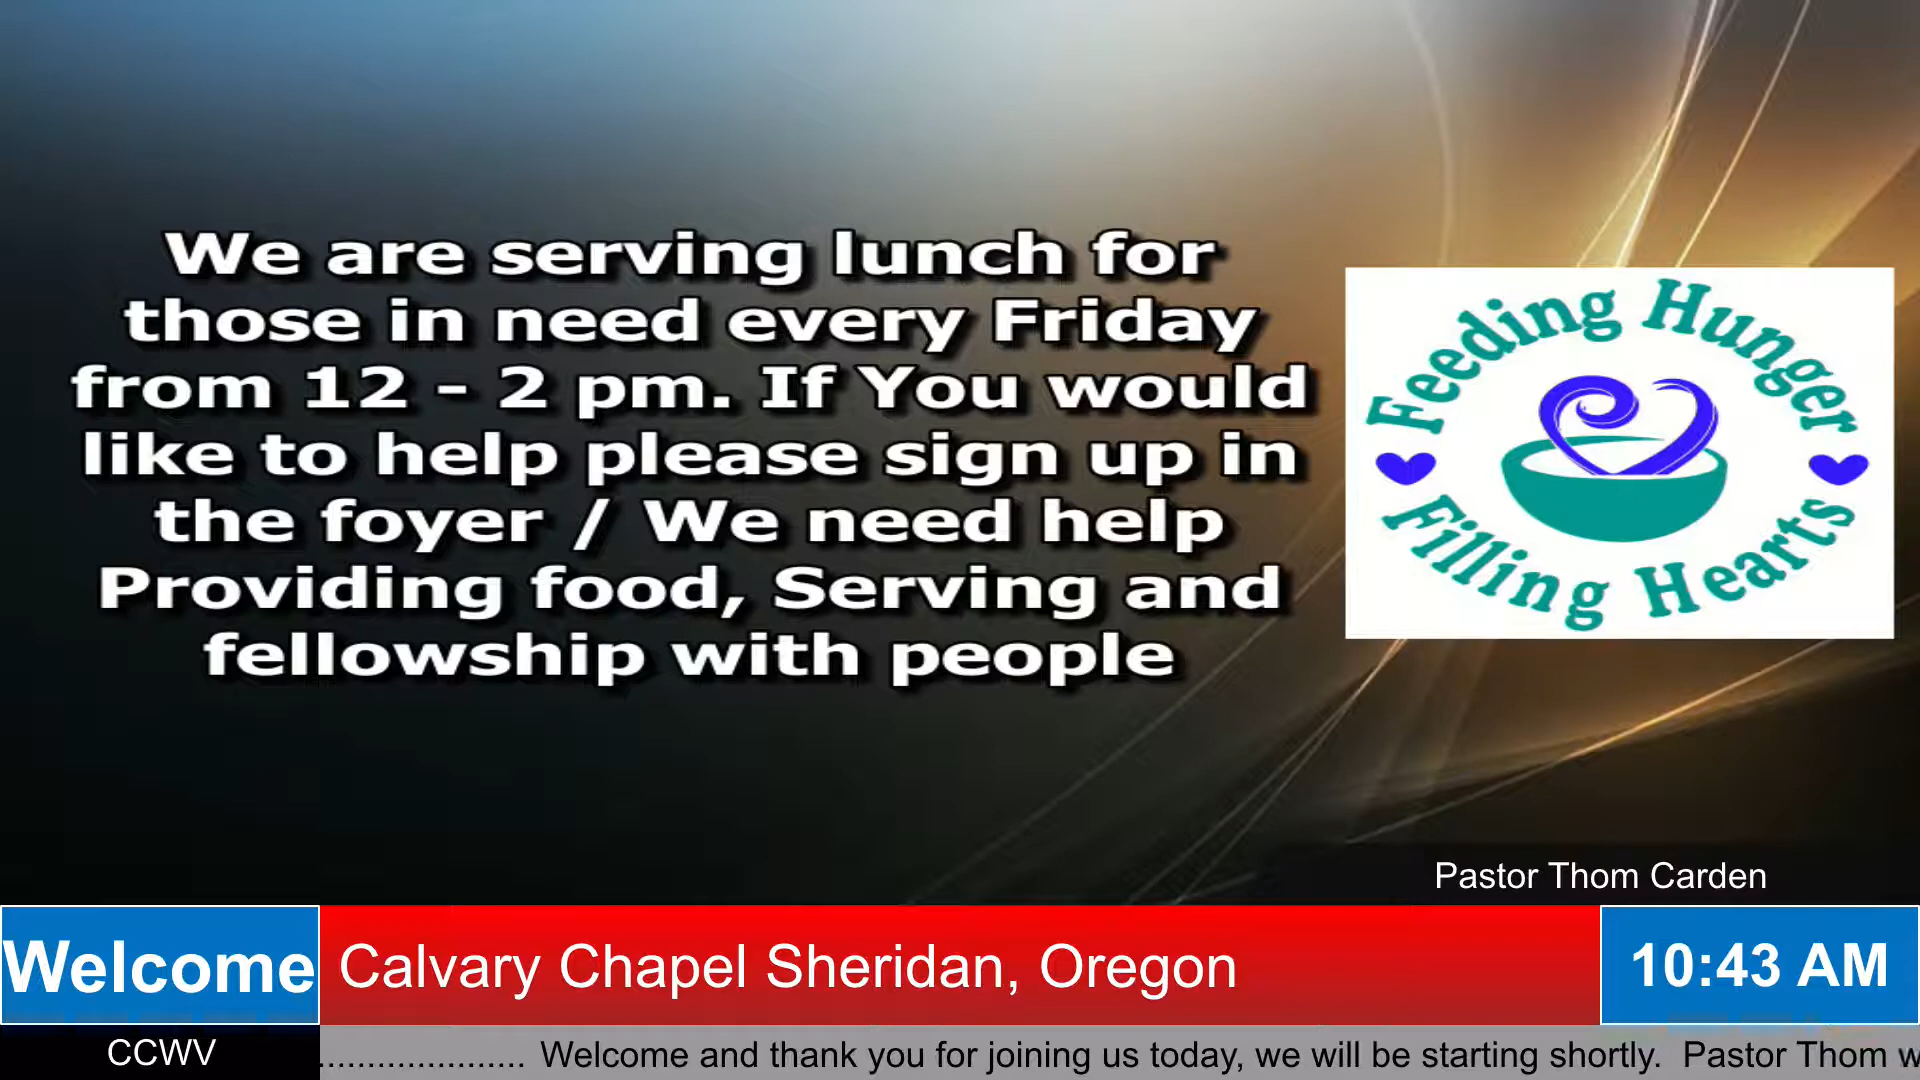 We are serving lunch for
those in need every Friday
from 12 - 2 pm. If You would
like to help please sign up in
the foyer / We need help
Providing food, Serving and
fellowship with people
Feeding Hunger
Filling Hearts
Pastor Thom Carden
Welcome
Calvary Chapel Sheridan, Oregon
10:43 AM
CCWV
..................... Welcome and thank you for joining us today, we will be starting shortly. Pastor Thom w